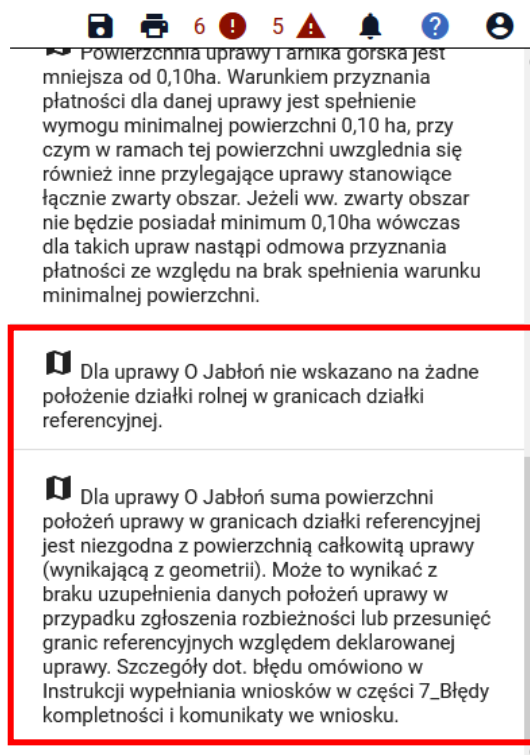 6 5
Powierzchnia uprawy I arnika górska jest
mniejsza od 0,10ha. Warunkiem przyznania
płatności dla danej uprawy jest spełnienie
wymogu minimalnej powierzchni 0,10 ha, przy
czym w ramach tej powierzchni uwzglednia się
również inne przylegające uprawy stanowiące
łącznie zwarty obszar. Jeżeli ww. zwarty obszar
nie będzie posiadał minimum 0,10ha wówczas
dla takich upraw nastąpi odmowa przyznania
płatności ze względu na brak spełnienia warunku
minimalnej powierzchni.
Dla uprawy O Jabłoń nie wskazano na żadne
położenie działki rolnej w granicach działki
referencyjnej.
Dla uprawy O Jabłoń suma powierzchni
położeń uprawy w granicach działki referencyjnej
jest niezgodna z powierzchnią całkowitą uprawy
(wynikającą z geometrii). Może to wynikać z
braku uzupełnienia danych położeń uprawy w
przypadku zgłoszenia rozbieżności lub przesunięć
granic referencyjnych względem deklarowanej
uprawy. Szczegóły dot. błędu omówiono w
Instrukcji wypełniania wniosków w części 7_Błędy
kompletności i komunikaty we wniosku.